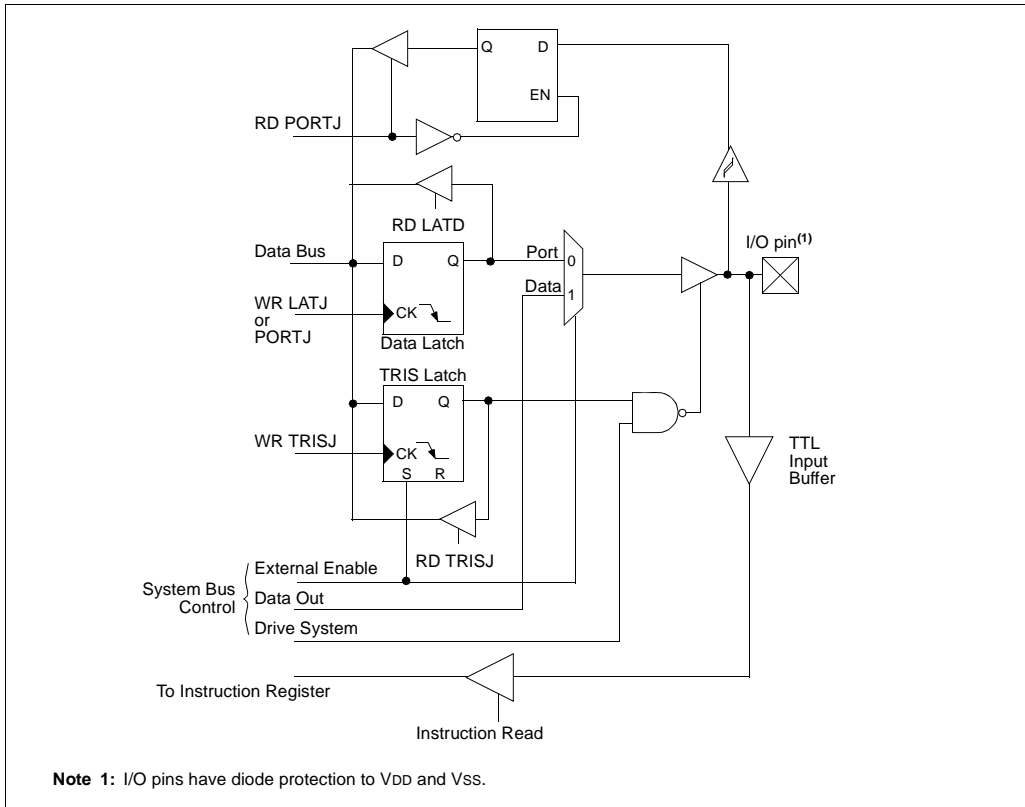 Q
D
EN
RD PORTJ
RD LATD
I/O pin(1)
Data Bus
D
Q
Port
0
Data
1
WR LATJ
or
PORTJ
CK
Data Latch
TRIS Latch
D
Q
WR TRISJ
CK
S
R
TTL
Input
Buffer
RD TRISJ
External Enable
System Bus
Control
Data Out
Drive System
To Instruction Register
Instruction Read
Note 1: I/O pins have diode protection to VDD and VSS.